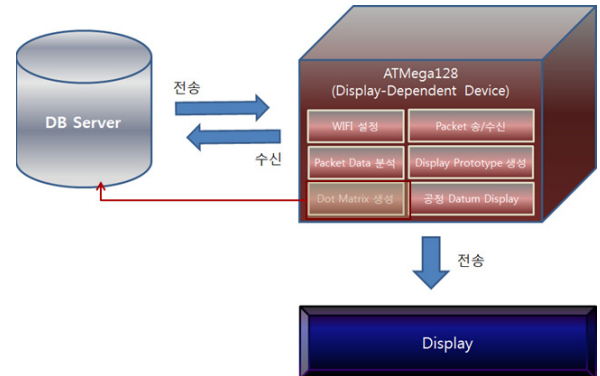 ATMega128
(Display-Dependent Device)
전송
DB Server
수신
WIFI 설정
Packet 송/수신
Packet Data 분석
Display Prototype 생성
Dot Matrix 생성
공정 Datum Display
전송
Display